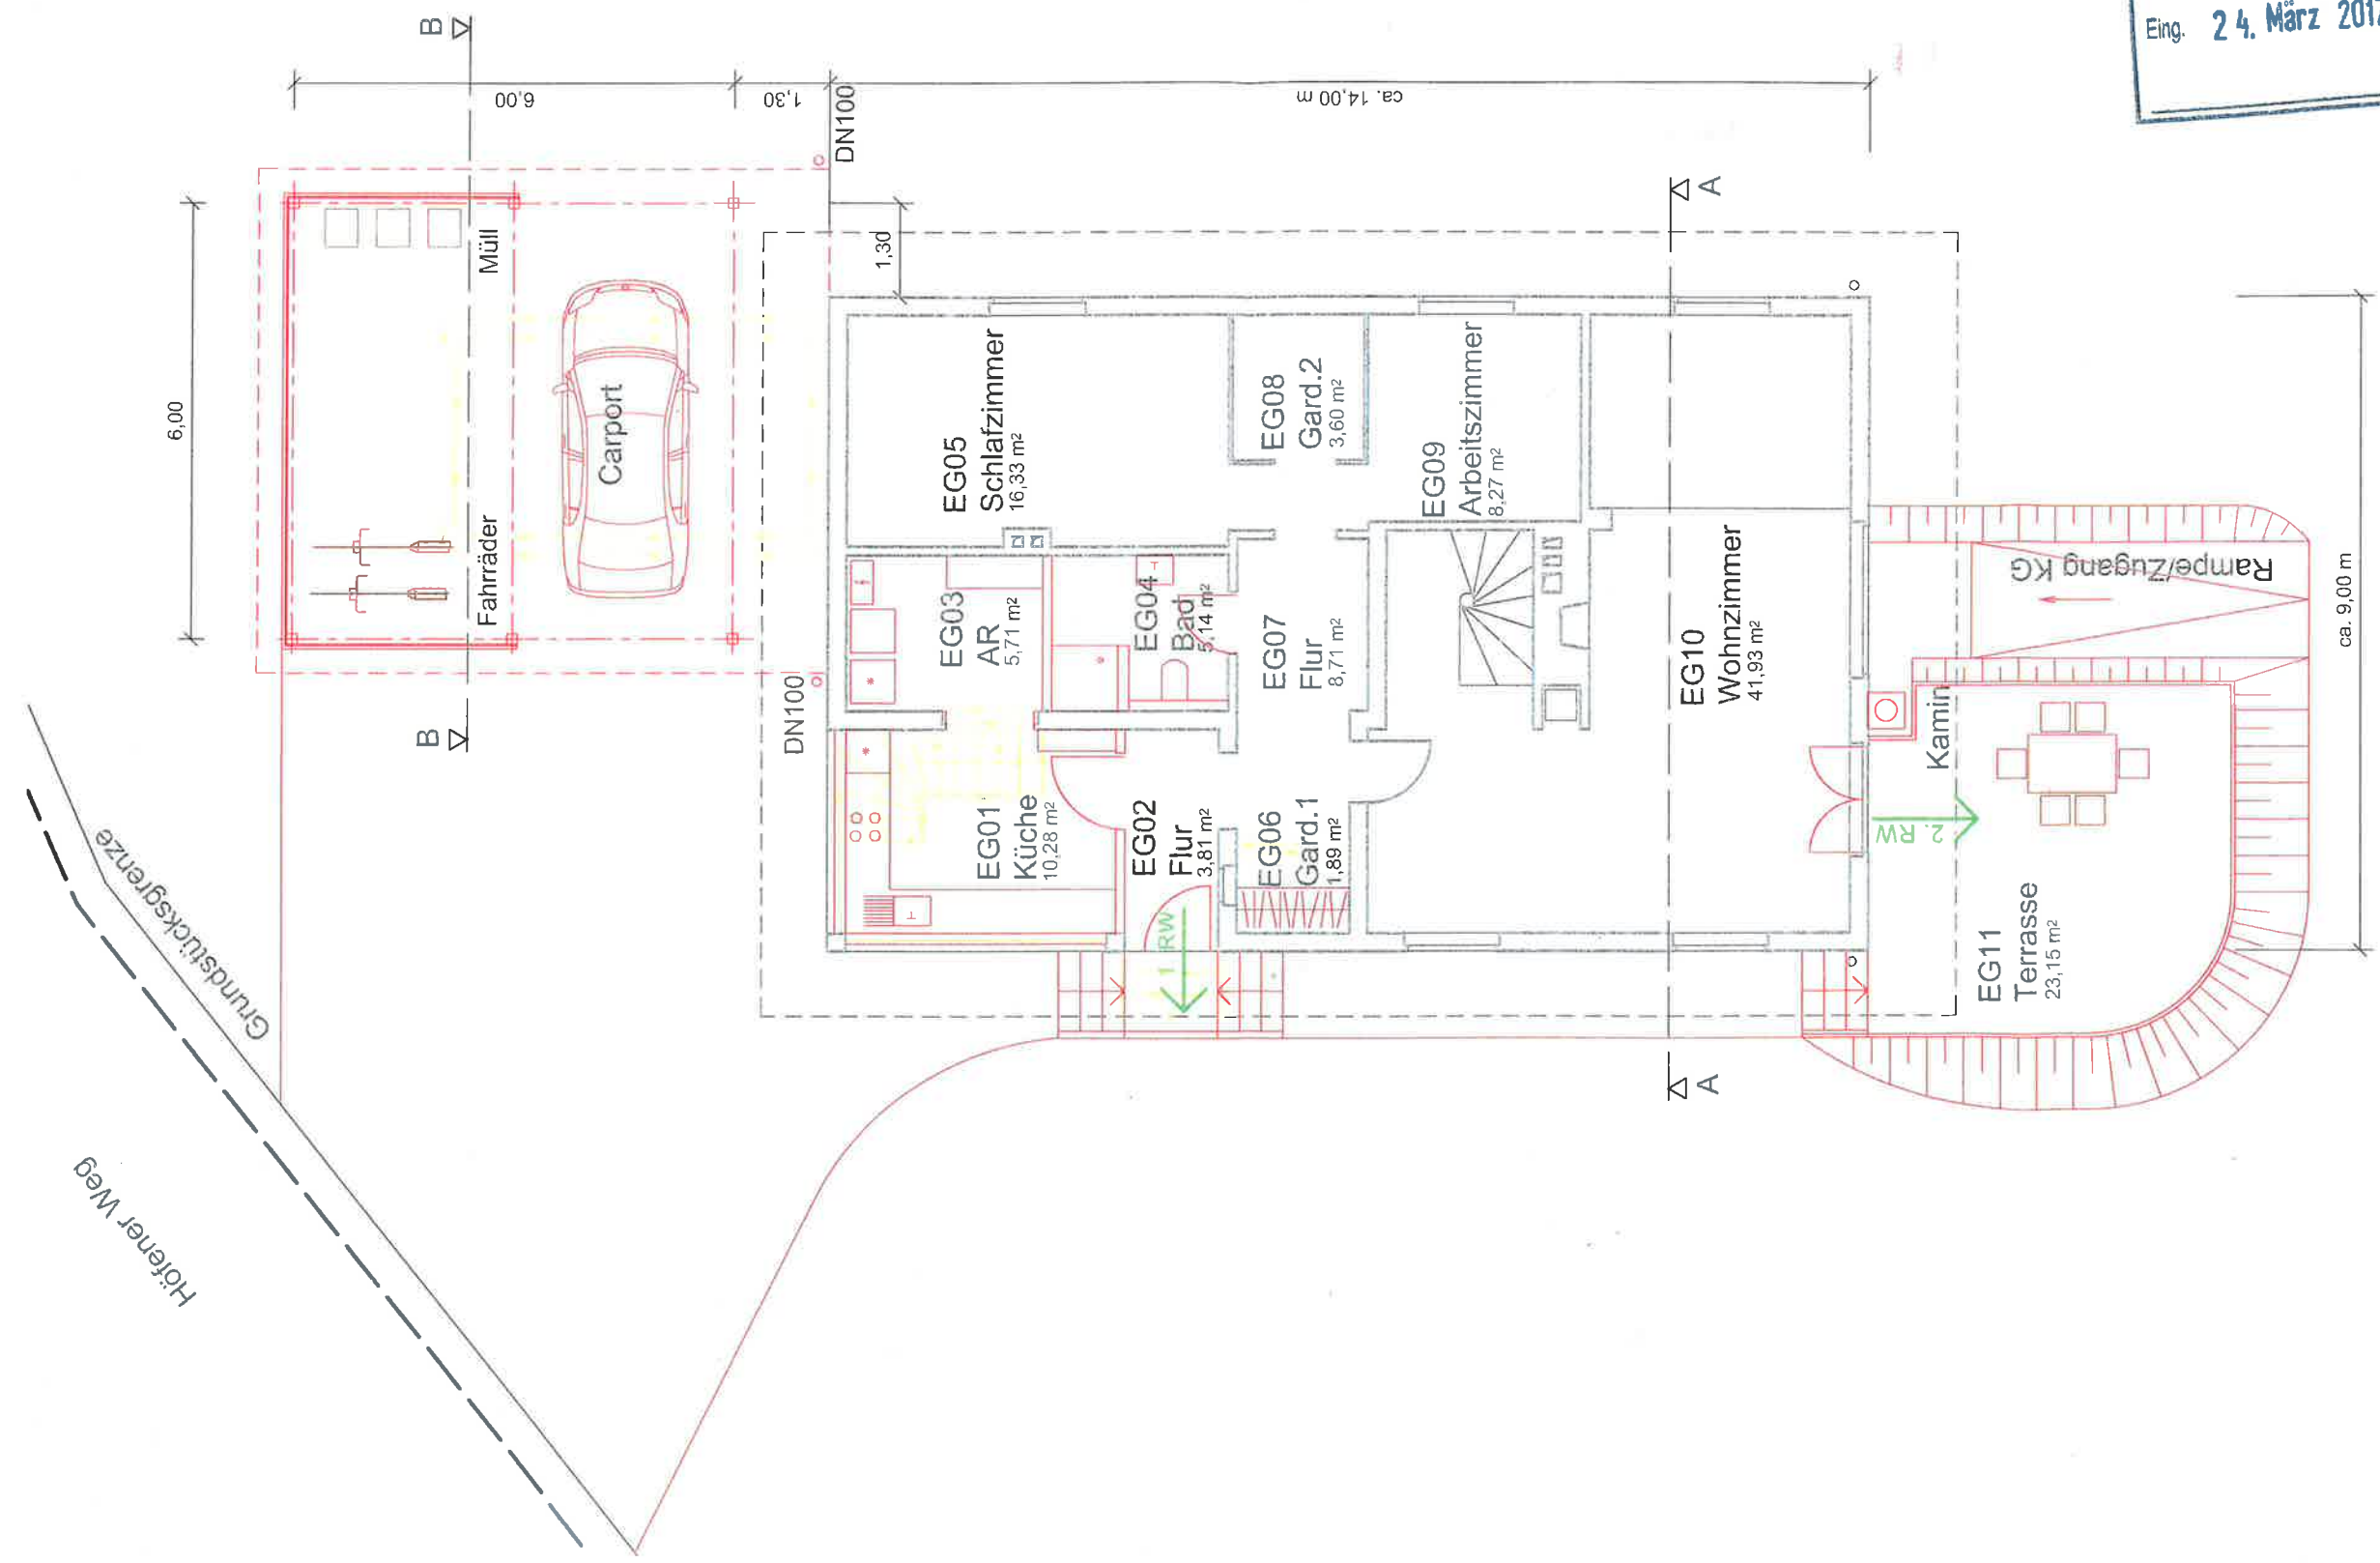 Eing. 24. März 2017
B
6,00
1,30
DN100
ca. 14,00 m
6,00
Müll
Fahrräder
Carport
B
1,30
A
DN100
EG05
Schlafzimmer
16,33 m²
EG08
Gard.2
3,60 m²
EG09
Arbeitszimmer
8,27 m²
EG03
AR
5,71 m²
EG04
Bad
5,14 m²
EG07
Flur
8,71 m²
EG10
Wohnzimmer
41,93 m²
EG01
Küche
10,28 m²
EG02
Flur
3,81 m²
EG06
Gard.1
1,89 m²
1. RW
2. RW
Kamin
Rampe/Zugang KG
ca. 9,00 m
EG11
Terrasse
23,15 m²
A
Grundstücksgrenze
Höfener Weg